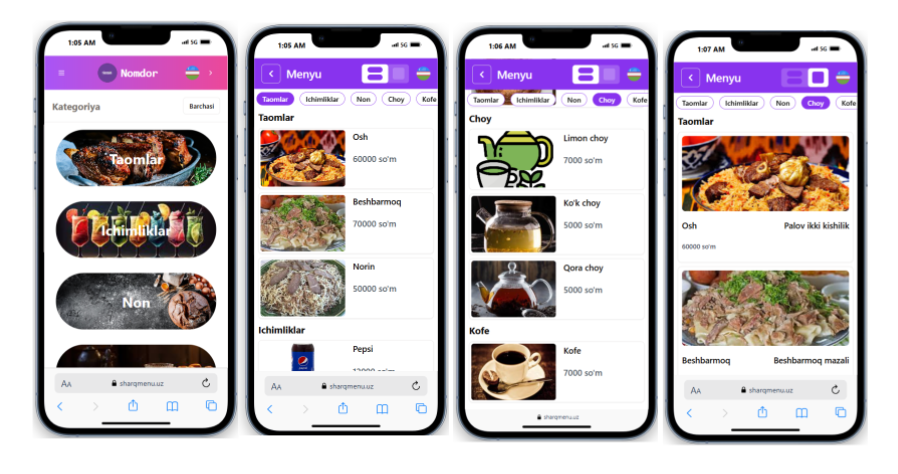 1:05 AM
5G
Nomdor
Kategoriya
Barchasi
Taomlar
Ichimliklar
Non
AA
sharqmenu.uz
1:05 AM
5G
Menyu
Taomlar
Ichimliklar
Non
Choy
Kofe
Taomlar
Osh
60000 so'm
Beshbarmoq
70000 so'm
Norin
50000 so'm
Ichimliklar
Pepsi
AA
sharqmenu.uz
1:06 AM
5G
Menyu
Taomlar
Ichimliklar
Non
Choy
Kofe
Choy
Limon choy
7000 so'm
Ko'k choy
5000 so'm
Qora choy
5000 so'm
Kofe
Kofe
7000 so'm
sharqmenu.uz
1:07 AM
5G
Menyu
Taomlar
Ichimliklar
Non
Choy
Kofe
Taomlar
Osh
Palov ikki kishilik
60000 so'm
Beshbarmoq
Beshbarmoq mazali
AA
sharqmenu.uz